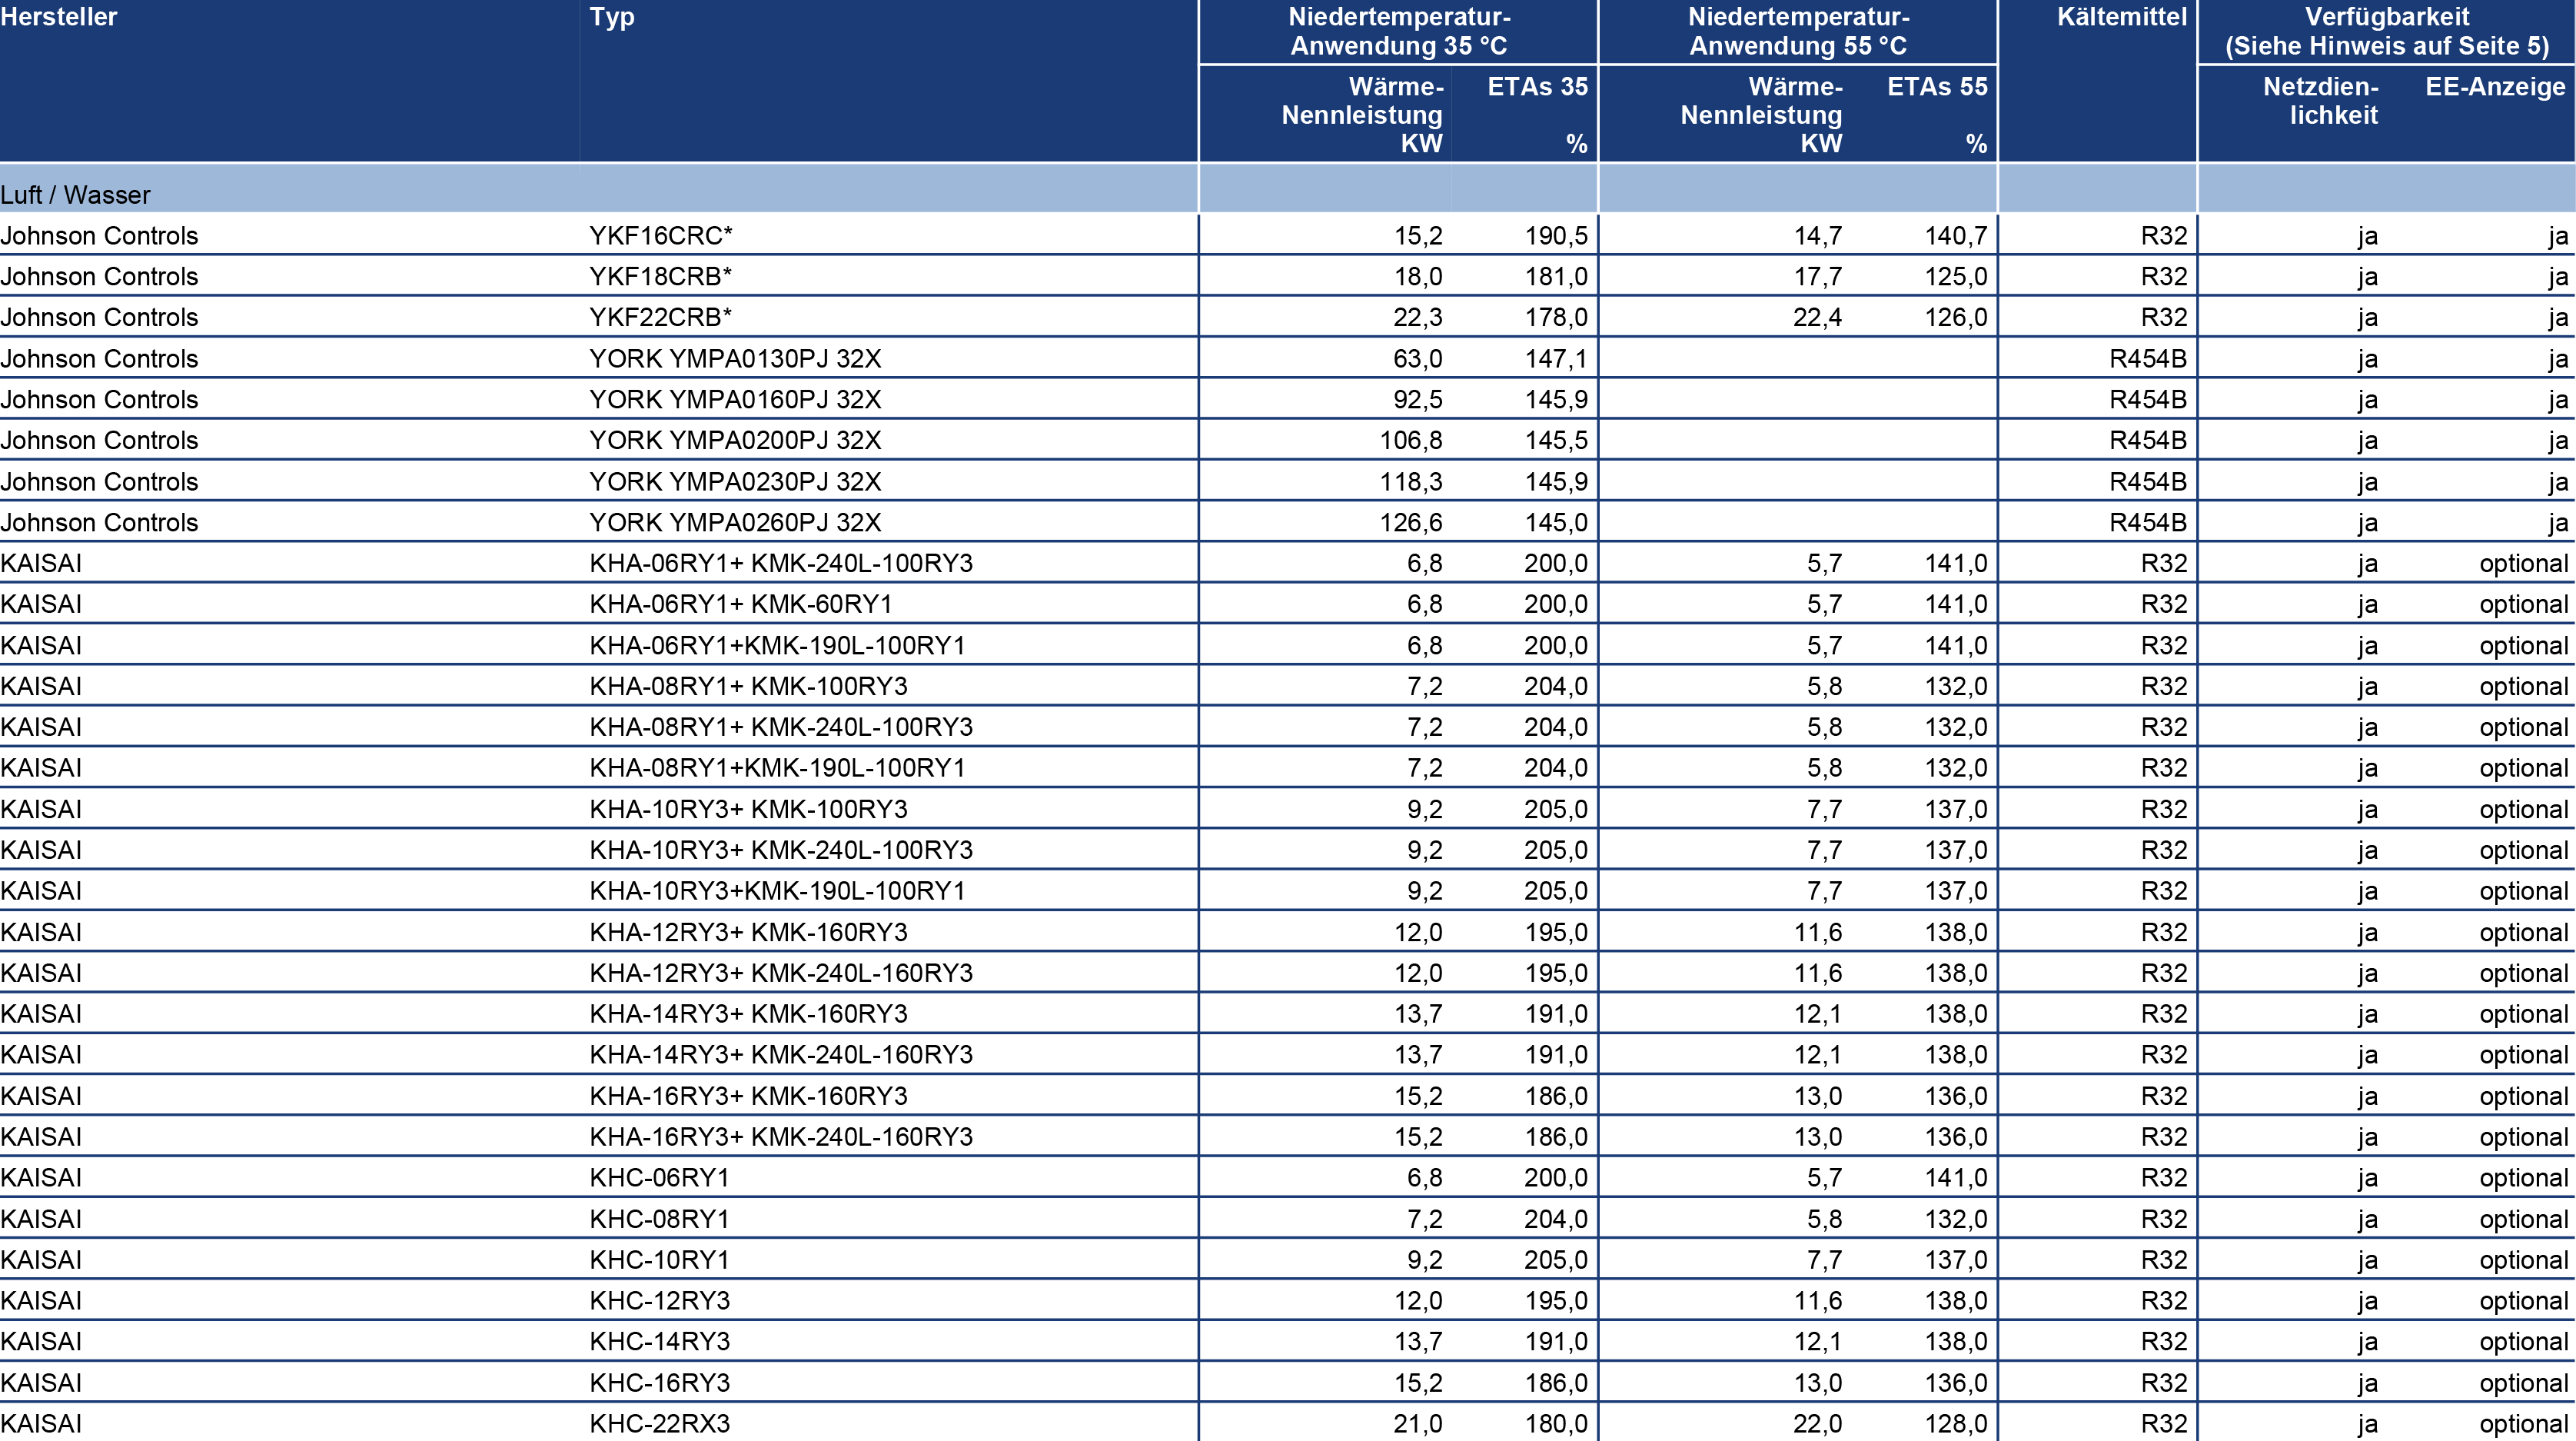 Hersteller Typ Niedertemperatur-Anwendung 35 °C Niedertemperatur-Anwendung 55 °C Kältemittel Verfügbarkeit (Siehe Hinweis auf Seite 5)
Wärme-Nennleistung KW ETAs 35 % Wärme-Nennleistung KW ETAs 55 % Netzdien-lichkeit EE-Anzeige
Luft / Wasser
Johnson Controls YKF16CRC* 15,2 190,5 14,7 140,7 R32 ja ja
Johnson Controls YKF18CRB* 18,0 181,0 17,7 125,0 R32 ja ja
Johnson Controls YKF22CRB* 22,3 178,0 22,4 126,0 R32 ja ja
Johnson Controls YORK YMPA0130PJ 32X 63,0 147,1 R454B ja ja
Johnson Controls YORK YMPA0160PJ 32X 92,5 145,9 R454B ja ja
Johnson Controls YORK YMPA0200PJ 32X 106,8 145,5 R454B ja ja
Johnson Controls YORK YMPA0230PJ 32X 118,3 145,9 R454B ja ja
Johnson Controls YORK YMPA0260PJ 32X 126,6 145,0 R454B ja ja
KAISAI KHA-06RY1+ KMK-240L-100RY3 6,8 200,0 5,7 141,0 R32 ja optional
KAISAI KHA-06RY1+ KMK-60RY1 6,8 200,0 5,7 141,0 R32 ja optional
KAISAI KHA-06RY1+KMK-190L-100RY1 6,8 200,0 5,7 141,0 R32 ja optional
KAISAI KHA-08RY1+ KMK-100RY3 7,2 204,0 5,8 132,0 R32 ja optional
KAISAI KHA-08RY1+ KMK-240L-100RY3 7,2 204,0 5,8 132,0 R32 ja optional
KAISAI KHA-08RY1+KMK-190L-100RY1 7,2 204,0 5,8 132,0 R32 ja optional
KAISAI KHA-10RY3+ KMK-100RY3 9,2 205,0 7,7 137,0 R32 ja optional
KAISAI KHA-10RY3+ KMK-240L-100RY3 9,2 205,0 7,7 137,0 R32 ja optional
KAISAI KHA-10RY3+KMK-190L-100RY1 9,2 205,0 7,7 137,0 R32 ja optional
KAISAI KHA-12RY3+ KMK-160RY3 12,0 195,0 11,6 138,0 R32 ja optional
KAISAI KHA-12RY3+ KMK-240L-160RY3 12,0 195,0 11,6 138,0 R32 ja optional
KAISAI KHA-14RY3+ KMK-160RY3 13,7 191,0 12,1 138,0 R32 ja optional
KAISAI KHA-14RY3+ KMK-240L-160RY3 13,7 191,0 12,1 138,0 R32 ja optional
KAISAI KHA-16RY3+ KMK-160RY3 15,2 186,0 13,0 136,0 R32 ja optional
KAISAI KHA-16RY3+ KMK-240L-160RY3 15,2 186,0 13,0 136,0 R32 ja optional
KAISAI KHC-06RY1 6,8 200,0 5,7 141,0 R32 ja optional
KAISAI KHC-08RY1 7,2 204,0 5,8 132,0 R32 ja optional
KAISAI KHC-10RY1 9,2 205,0 7,7 137,0 R32 ja optional
KAISAI KHC-12RY3 12,0 195,0 11,6 138,0 R32 ja optional
KAISAI KHC-14RY3 13,7 191,0 12,1 138,0 R32 ja optional
KAISAI KHC-16RY3 15,2 186,0 13,0 136,0 R32 ja optional
KAISAI KHC-22RX3 21,0 180,0 22,0 128,0 R32 ja optional